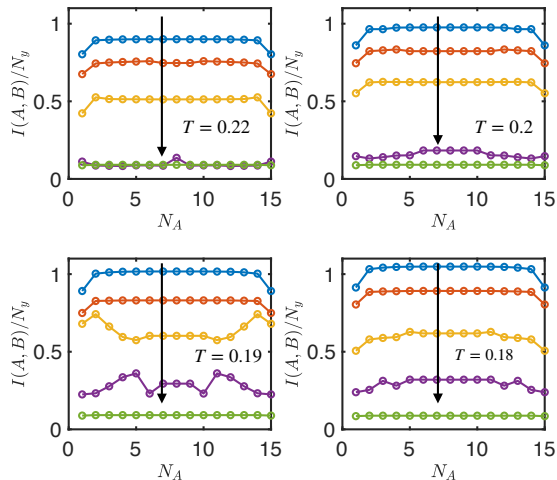 1
0.5
0
I(A, B)/N_y
T = 0.22
0 5 10 15
N_A
1
0.5
0
I(A, B)/N_y
T = 0.2
0 5 10 15
N_A
1
0.5
0
I(A, B)/N_y
T = 0.19
0 5 10 15
N_A
1
0.5
0
I(A, B)/N_y
T = 0.18
0 5 10 15
N_A